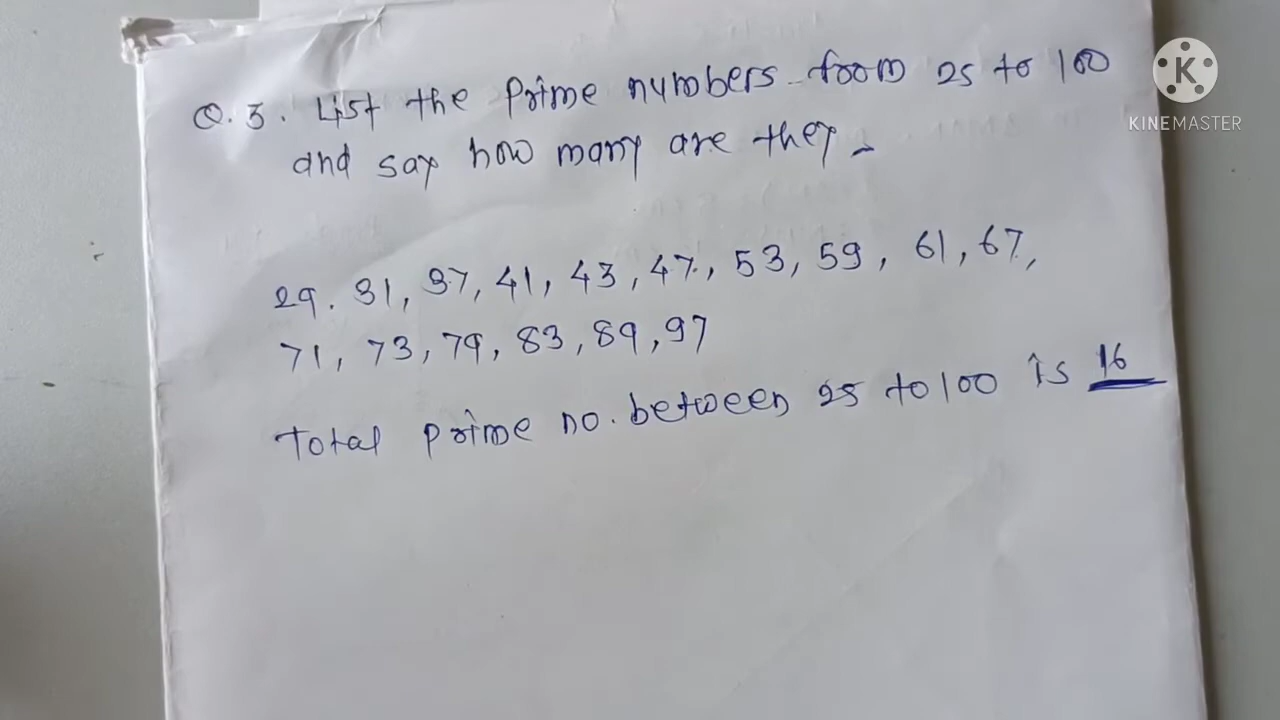 Q.3. List the Prime numbers from 25 to 100
and say how many are they -
29. 31, 37, 41, 43, 47, 53, 59, 61, 67,
71, 73, 79, 83, 89, 97
Total prime no. between 25 to 100 is 16
K
KINEMASTER